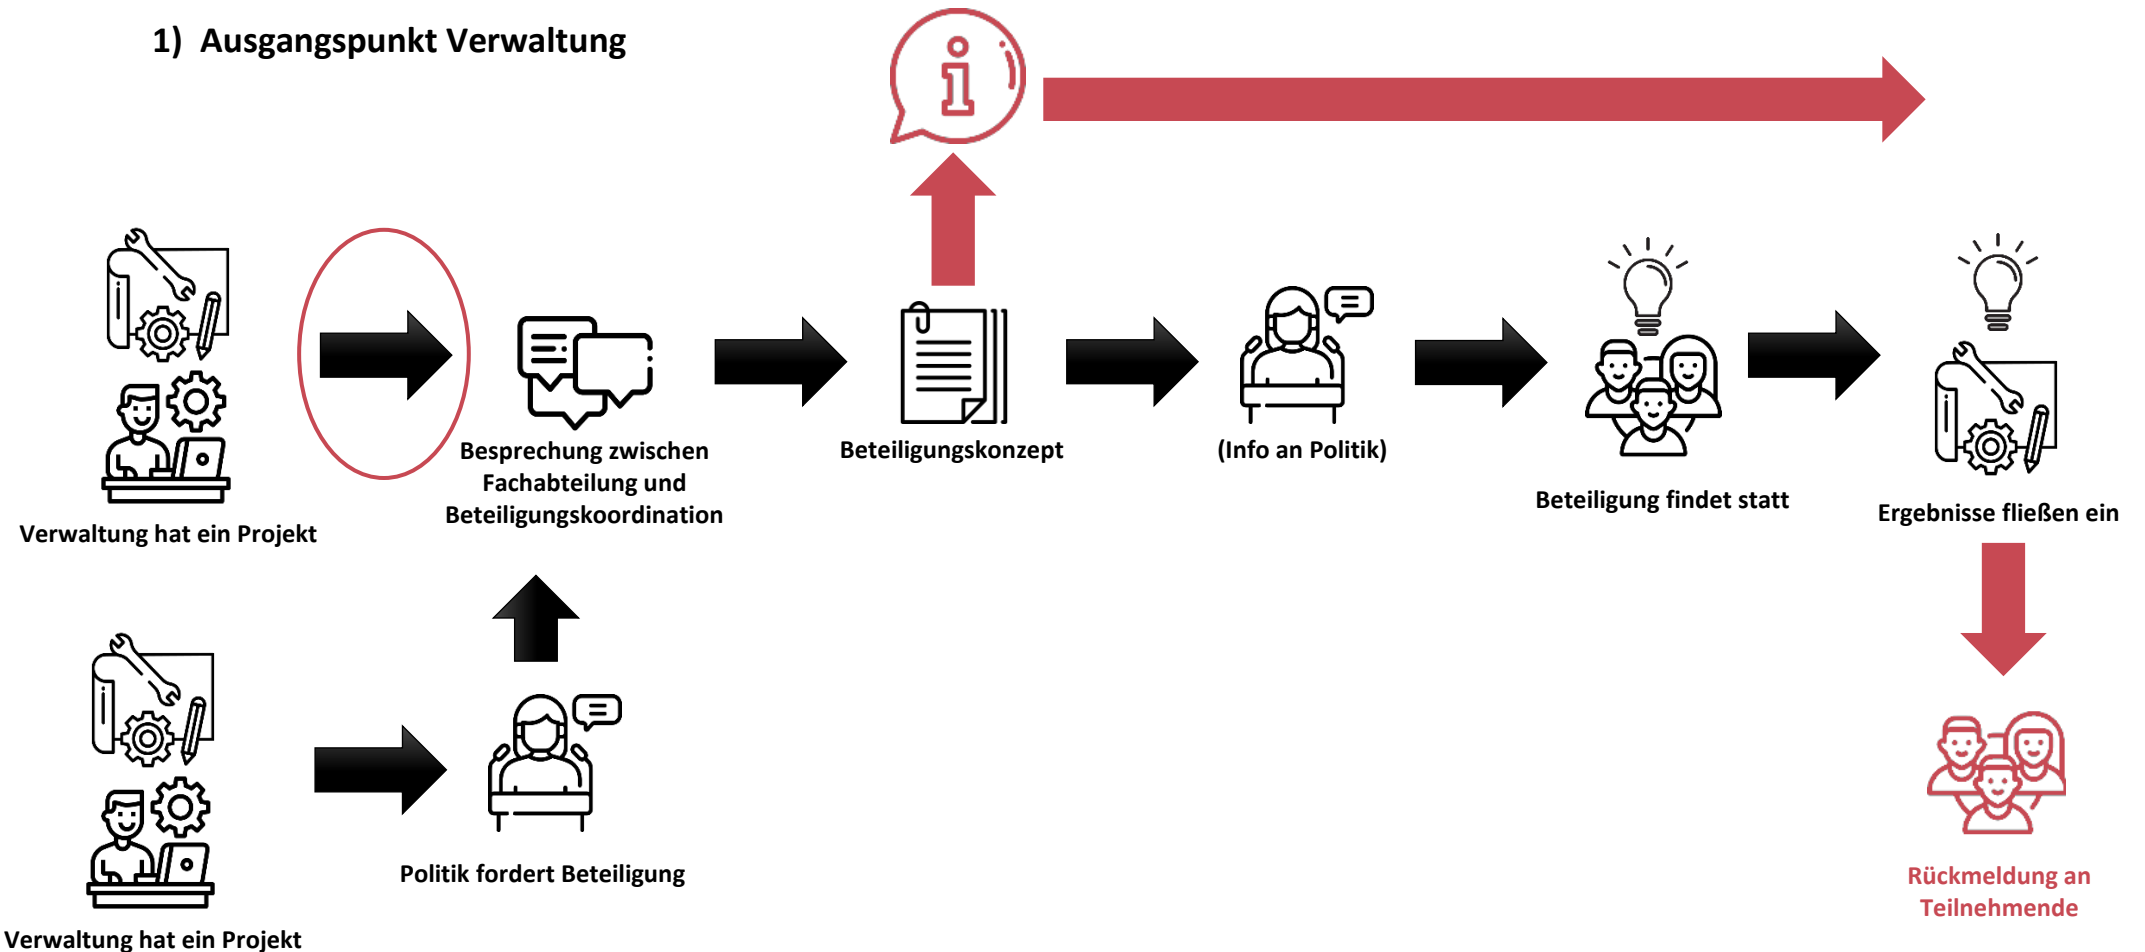 1) Ausgangspunkt Verwaltung
Verwaltung hat ein Projekt
Besprechung zwischen
Fachabteilung und
Beteiligungskoordination
Beteiligungskonzept
(Info an Politik)
Beteiligung findet statt
Ergebnisse fließen ein
Verwaltung hat ein Projekt
Politik fordert Beteiligung
Rückmeldung an
Teilnehmende